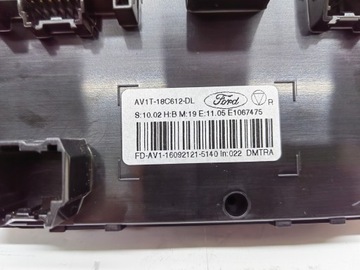 AV1T-18C612-DL Ford R
S:10.02 H:B M:19 E:11.05 E1067475
FD-AV1-16092121-5140 In:022 DMTRA